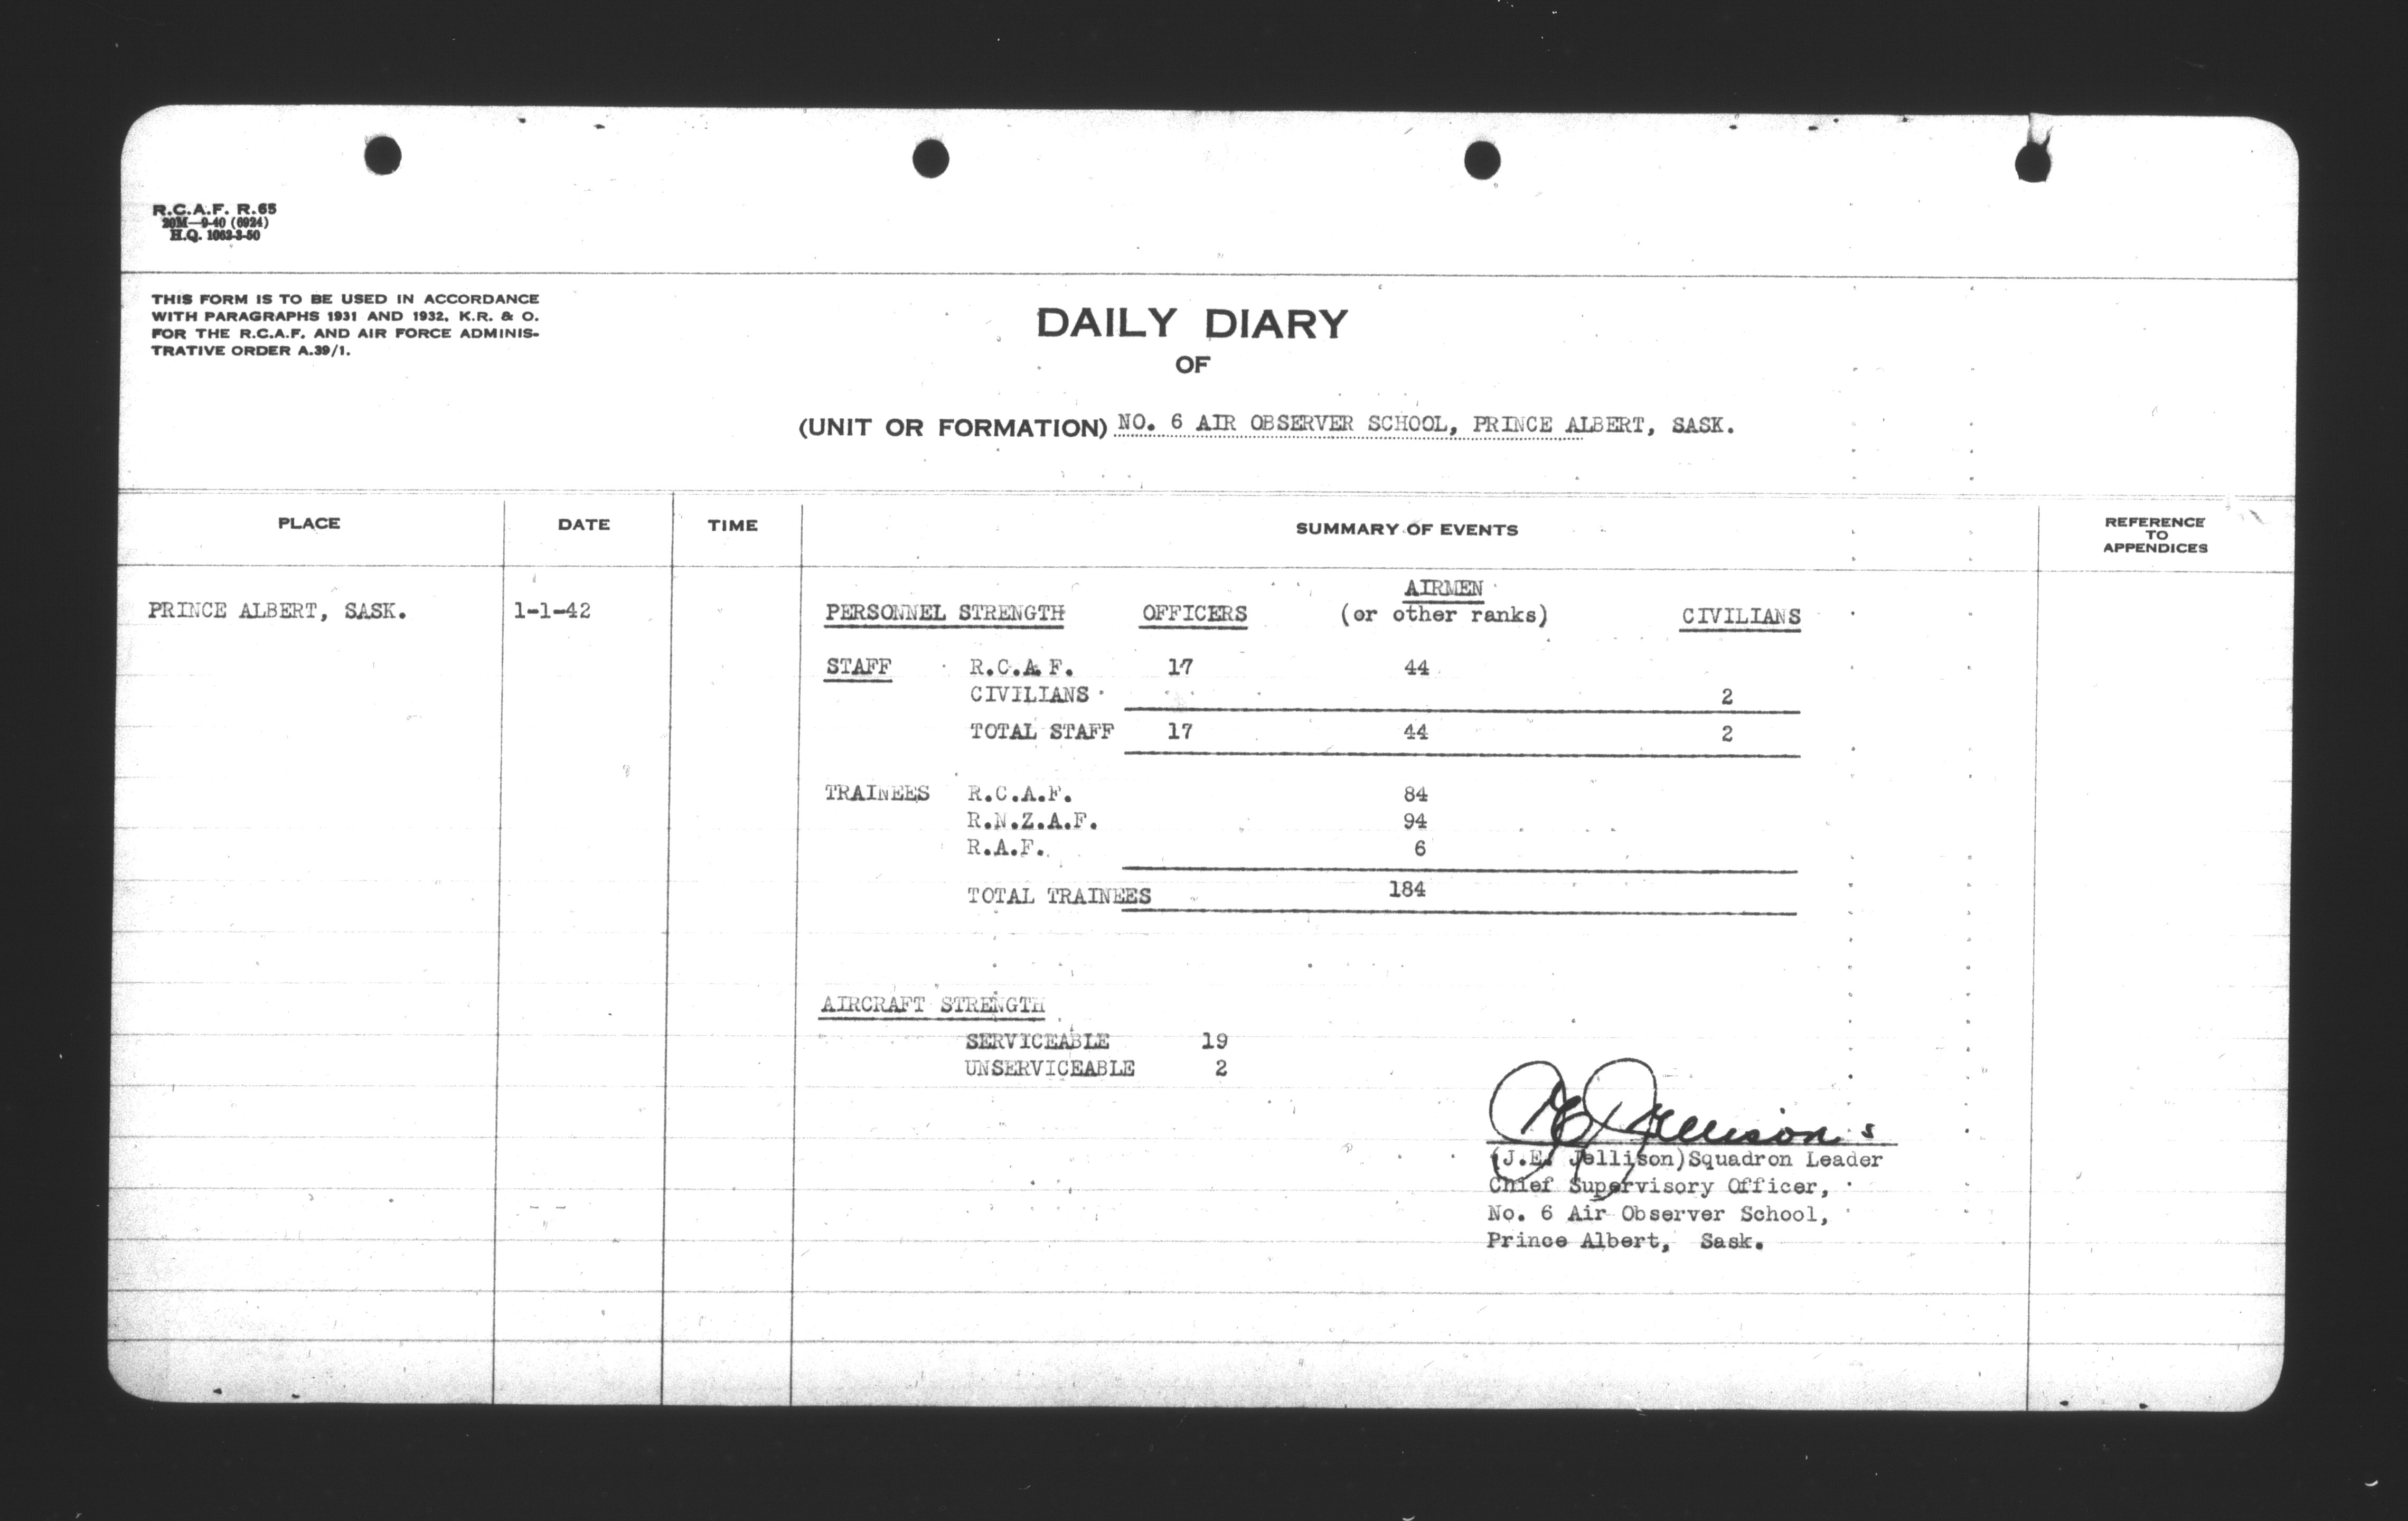 R.C.A.F. R.65
20M—9-40 (6924)
H.Q. 1062-3-50
THIS FORM IS TO BE USED IN ACCORDANCE
WITH PARAGRAPHS 1931 AND 1932, K.R. & O.
FOR THE R.C.A.F. AND AIR FORCE ADMINIS-
TRATIVE ORDER A.39/1.
DAILY DIARY
OF
(UNIT OR FORMATION) NO. 6 AIR OBSERVER SCHOOL, PRINCE ALBERT, SASK.
PLACE DATE TIME SUMMARY OF EVENTS REFERENCE TO APPENDICES
AIRMEN
PRINCE ALBERT, SASK. 1-1-42 PERSONNEL STRENGTH OFFICERS (or other ranks) CIVILIANS
STAFF R.C.A.F. 17 44
CIVILIANS 2
TOTAL STAFF 17 44 2
TRAINEES R.C.A.F. 84
R.N.Z.A.F. 94
R.A.F. 6
TOTAL TRAINEES 184
AIRCRAFT STRENGTH
SERVICEABLE 19
UNSERVICEABLE 2
J E Jellison
(J.E. Jellison) Squadron Leader
Chief Supervisory Officer,
No. 6 Air Observer School,
Prince Albert, Sask.